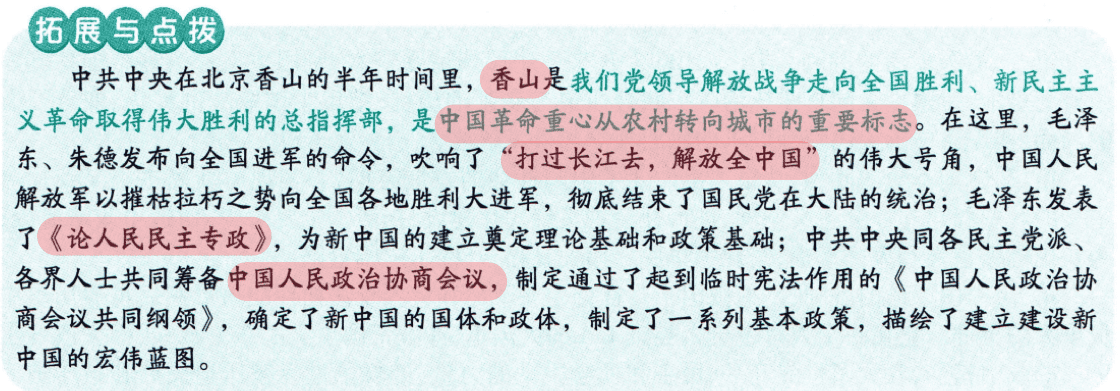 拓展与点拨
中共中央在北京香山的半年时间里，香山是我们党领导解放战争走向全国胜利、新民主主
义革命取得伟大胜利的总指挥部，是中国革命重心从农村转向城市的重要标志。在这里，毛泽
东、朱德发布向全国进军的命令，吹响了“打过长江去，解放全中国”的伟大号角，中国人民
解放军以摧枯拉朽之势向全国各地胜利大进军，彻底结束了国民党在大陆的统治；毛泽东发表
了《论人民民主专政》，为新中国的建立奠定理论基础和政策基础；中共中央同各民主党派、
各界人士共同筹备中国人民政治协商会议，制定通过了起到临时宪法作用的《中国人民政治协
商会议共同纲领》，确定了新中国的国体和政体，制定了一系列基本政策，描绘了建立建设新
中国的宏伟蓝图。